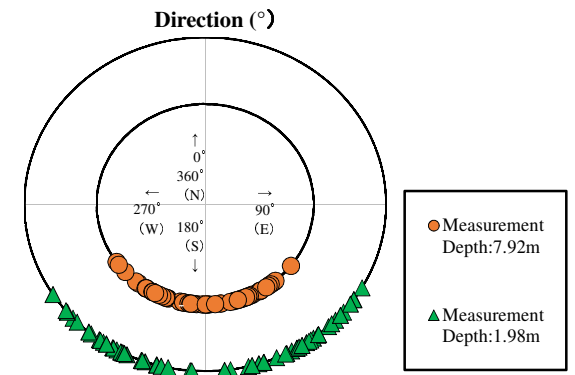 Direction (°)
↑
0°
360°
(N)
←
→
270°
90°
(W)
180°
(E)
(S)
↓
Measurement
Depth:7.92m
Measurement
Depth:1.98m